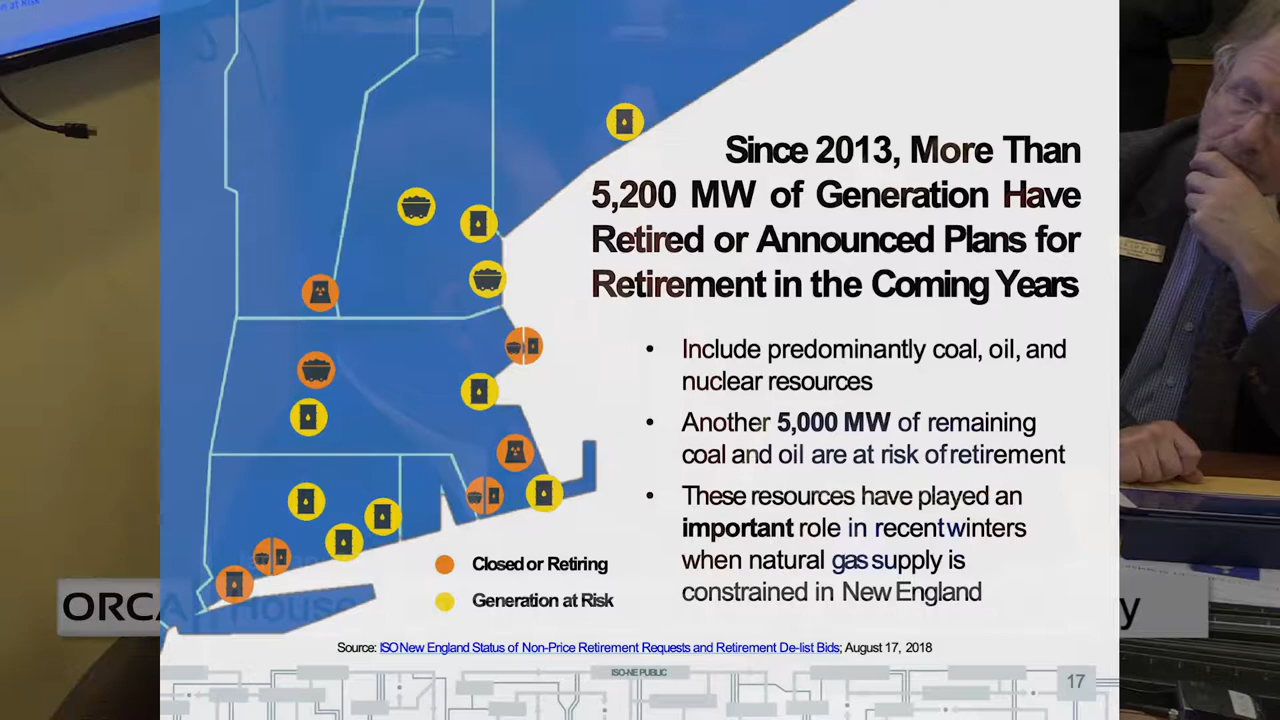 Since 2013, More Than
5,200 MW of Generation Have
Retired or Announced Plans for
Retirement in the Coming Years
• Include predominantly coal, oil, and
nuclear resources
• Another 5,000 MW of remaining
coal and oil are at risk of retirement
• These resources have played an
important role in recent winters
when natural gas supply is
constrained in New England
Closed or Retiring
Generation at Risk
ORCA House
Source: ISO New England Status of Non-Price Retirement Requests and Retirement De-list Bids; August 17, 2018
ISO-NE PUBLIC
17